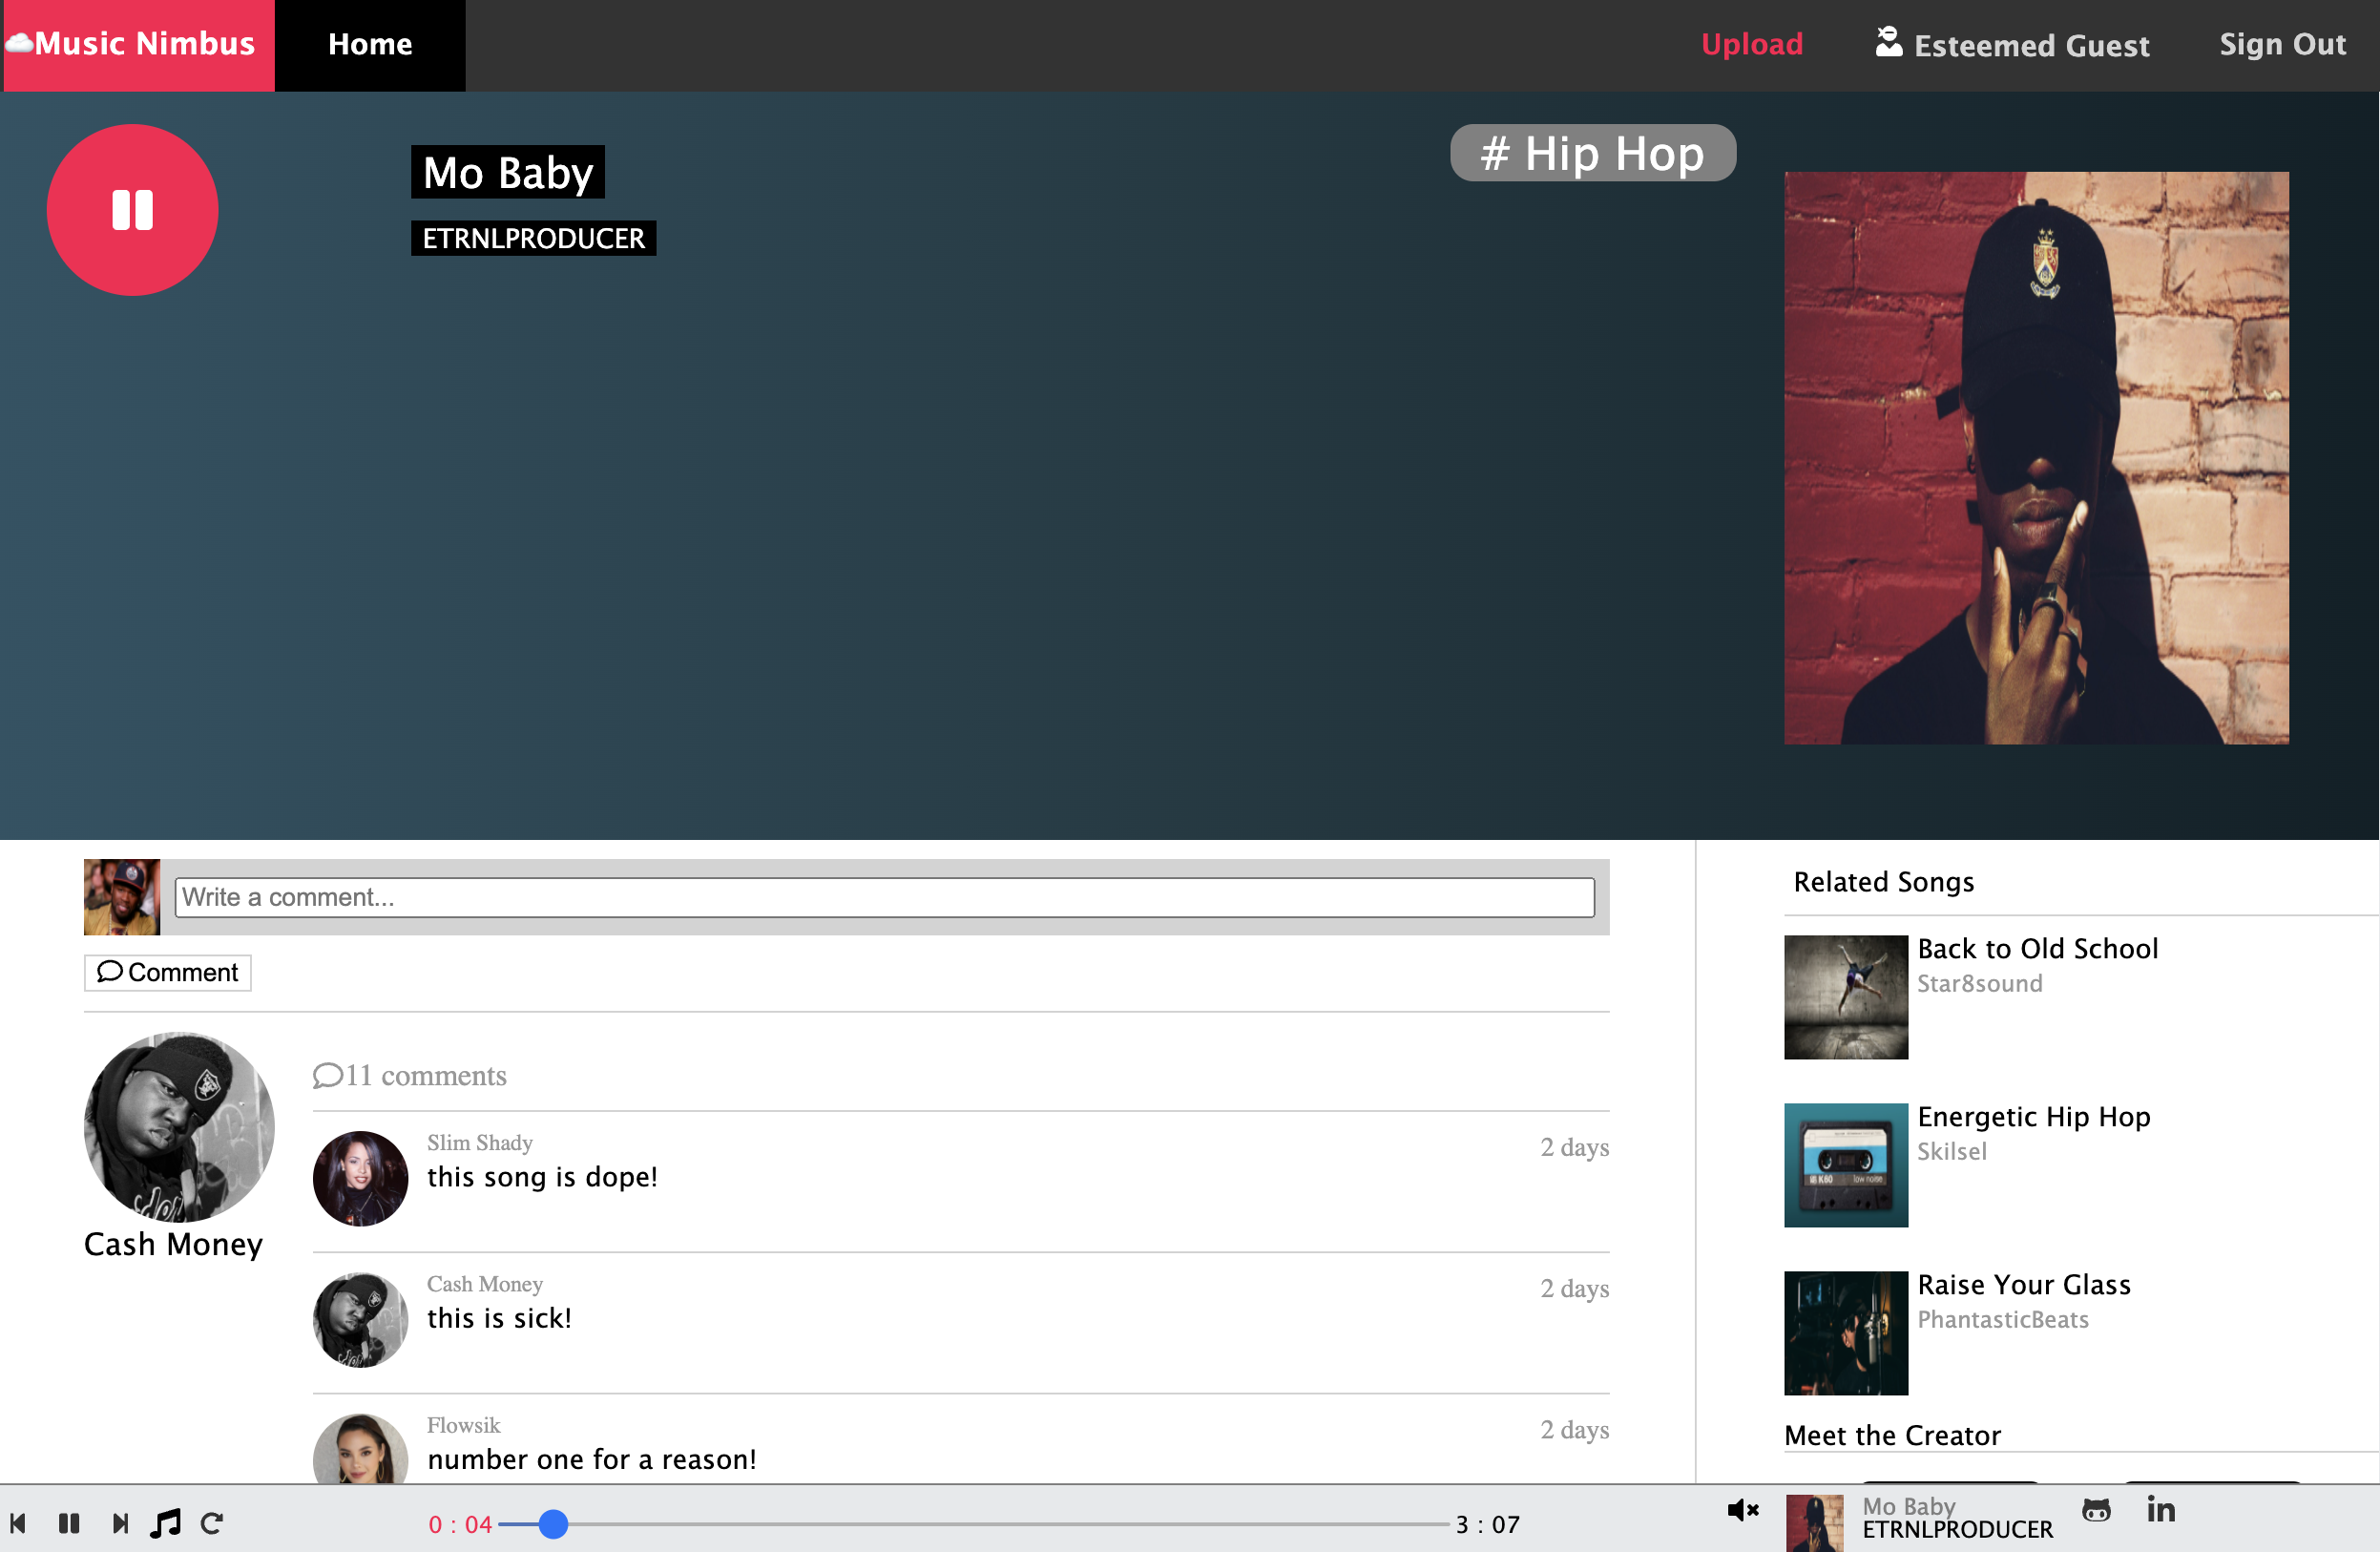 Music Nimbus
Home
Upload
Esteemed Guest
Sign Out
Mo Baby
# Hip Hop
ETRNLPRODUCER
Write a comment...
Comment
11 comments
Cash Money
Slim Shady
2 days
this song is dope!
Cash Money
2 days
this is sick!
Flowsik
2 days
number one for a reason!
Related Songs
Back to Old School
Star8sound
Energetic Hip Hop
Skilsel
K60
low noise
Raise Your Glass
PhantasticBeats
Meet the Creator
0 : 04
3 : 07
Mo Baby
ETRNLPRODUCER
in